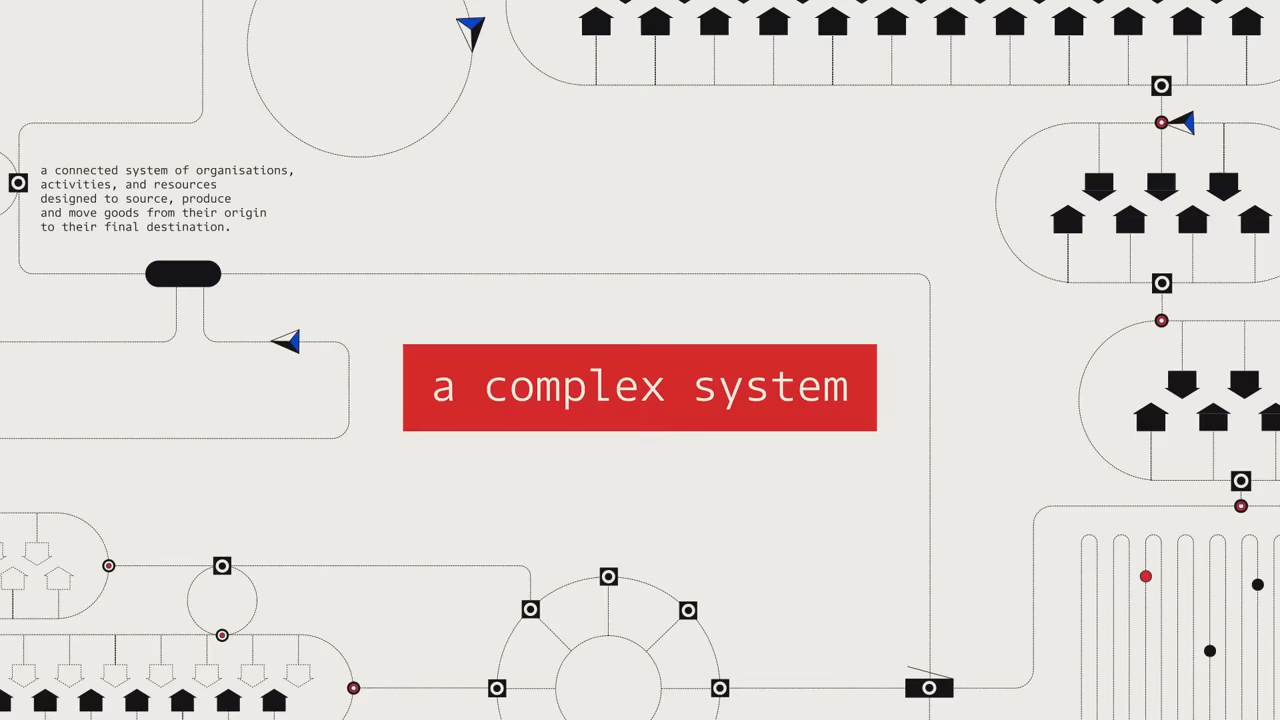 a connected system of organisations,
activities, and resources
designed to source, produce
and move goods from their origin
to their final destination.
a complex system